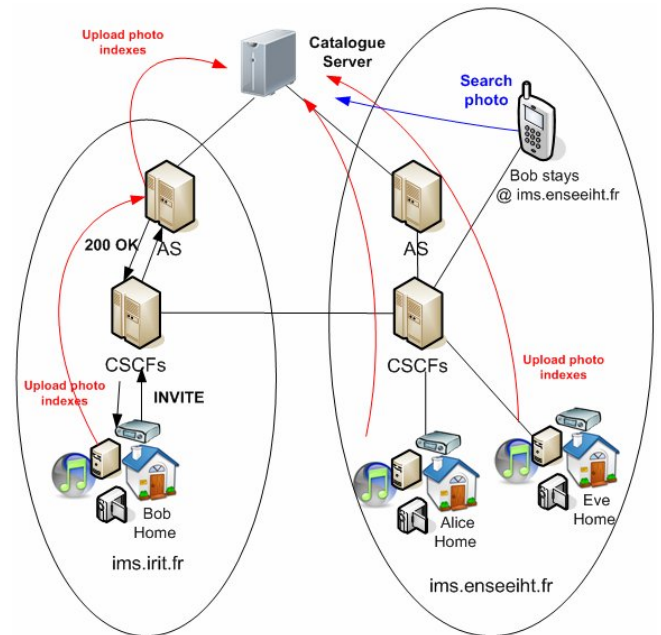 Upload photo
indexes
Catalogue
Server
Search
photo
Bob stays
@ ims.enseeiht.fr
200 OK
AS
AS
CSCFs
CSCFs
Upload photo
indexes
INVITE
Upload photo
indexes
Bob
Home
Alice
Home
Eve
Home
ims.irit.fr
ims.enseeiht.fr